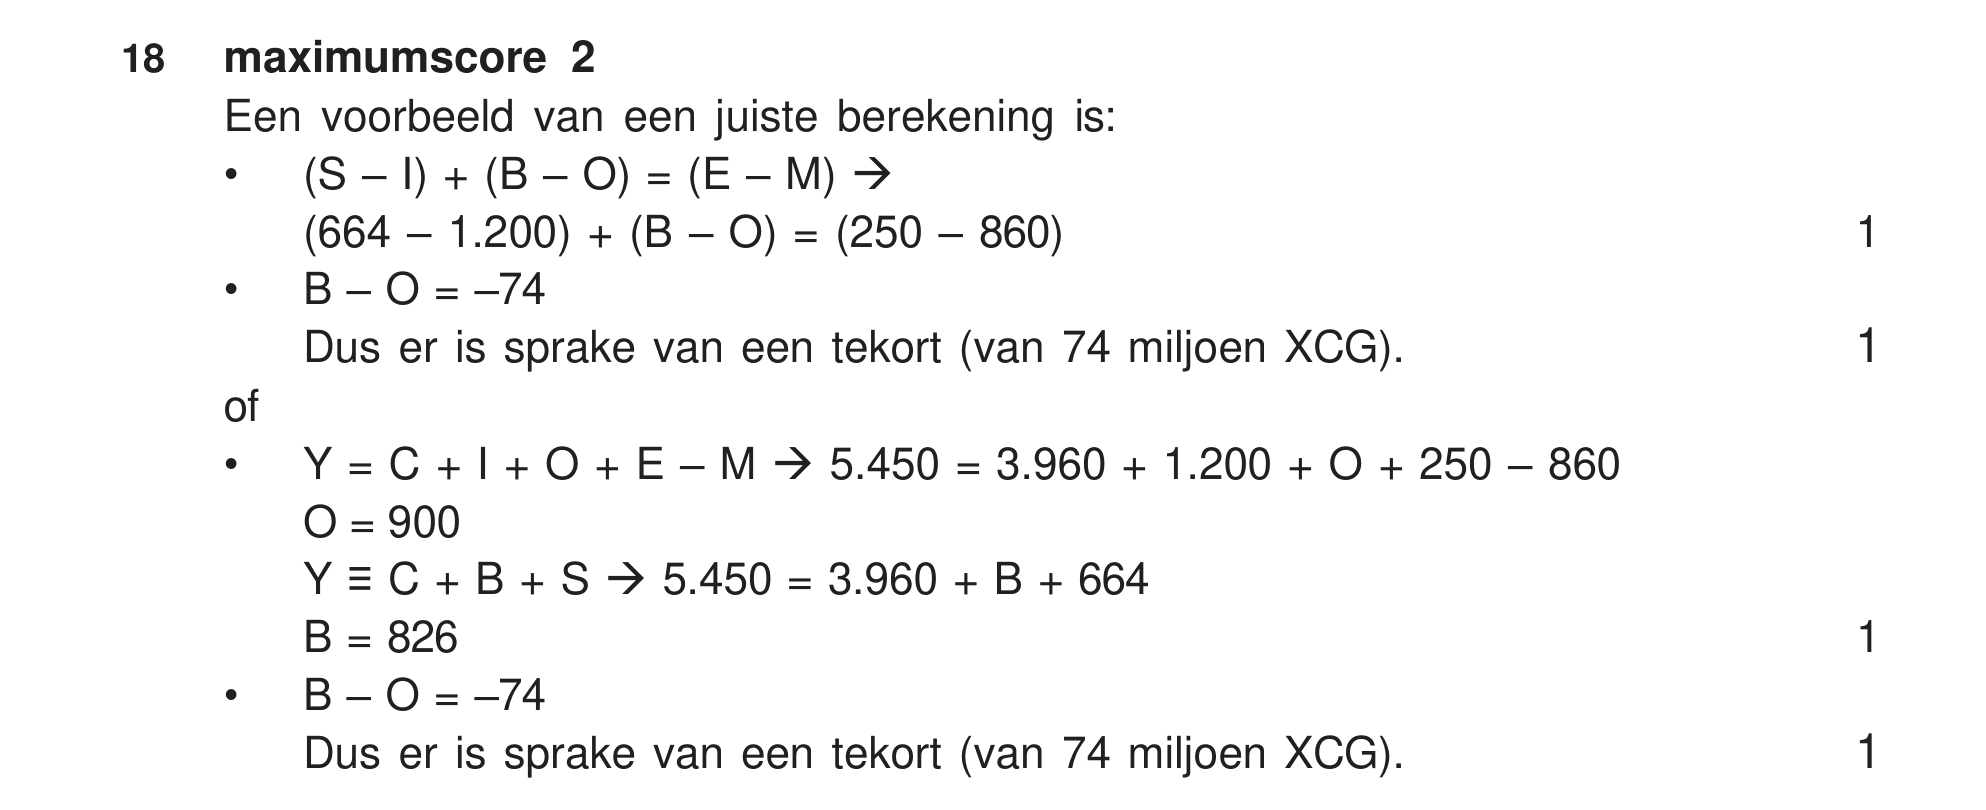 18 maximumscore 2
Een voorbeeld van een juiste berekening is:
• (S – I) + (B – O) = (E – M) →
(664 – 1.200) + (B – O) = (250 – 860) 1
• B – O = –74
Dus er is sprake van een tekort (van 74 miljoen XCG). 1
of
• Y = C + I + O + E – M → 5.450 = 3.960 + 1.200 + O + 250 – 860
O = 900
Y ≡ C + B + S → 5.450 = 3.960 + B + 664
B = 826 1
• B – O = –74
Dus er is sprake van een tekort (van 74 miljoen XCG). 1